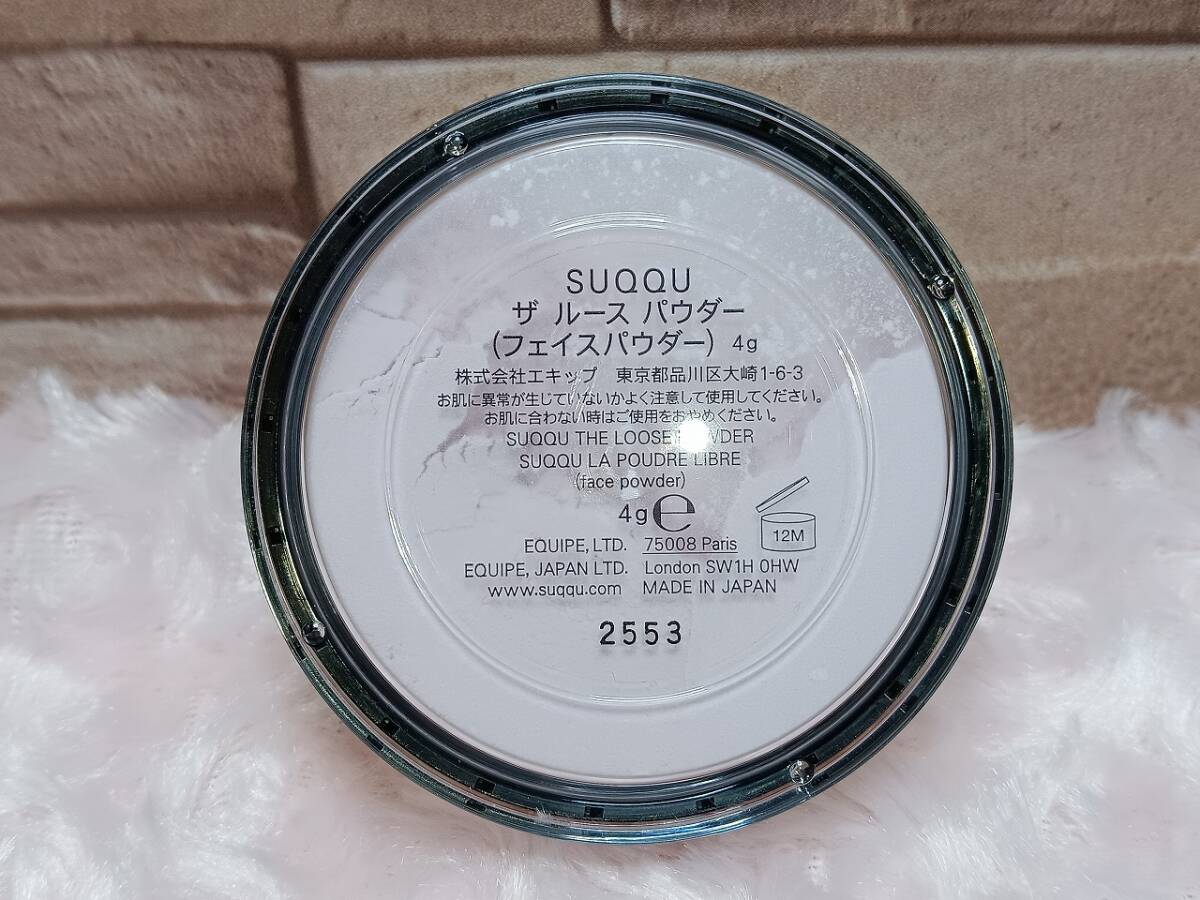 SUQQU
ザ ルース パウダー
(フェイスパウダー) 4g
株式会社エキップ 東京都品川区大崎1-6-3
お肌に異常が生じていないかよく注意して使用してください。
お肌に合わない時はご使用をおやめください。
SUQQU THE LOOSE POWDER
SUQQU LA POUDRE LIBRE
(face powder)
4g e
12M
EQUIPE, LTD. 75008 Paris
EQUIPE, JAPAN LTD. London SW1H 0HW
www.suqqu.com MADE IN JAPAN
2553